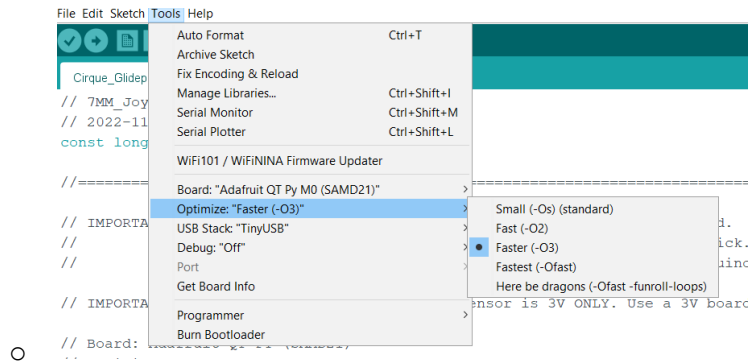 File Edit Sketch Tools Help
Auto Format Ctrl+T
Archive Sketch
Fix Encoding & Reload
Manage Libraries... Ctrl+Shift+I
Serial Monitor Ctrl+Shift+M
Serial Plotter Ctrl+Shift+L
WiFi101 / WiFiNINA Firmware Updater
Board: "Adafruit QT Py M0 (SAMD21)"
Optimize: "Faster (-O3)"
USB Stack: "TinyUSB"
Debug: "Off"
Port
Get Board Info
Programmer
Burn Bootloader
Small (-Os) (standard)
Fast (-O2)
Faster (-O3)
Fastest (-Ofast)
Here be dragons (-Ofast -funroll-loops)
Cirque_Glidep
// 7MM_Joy
// 2022-11
const long
//=========
// IMPORTA d.
// ick.
// uino
// IMPORTA ensor is 3V ONLY. Use a 3V board
// Board: